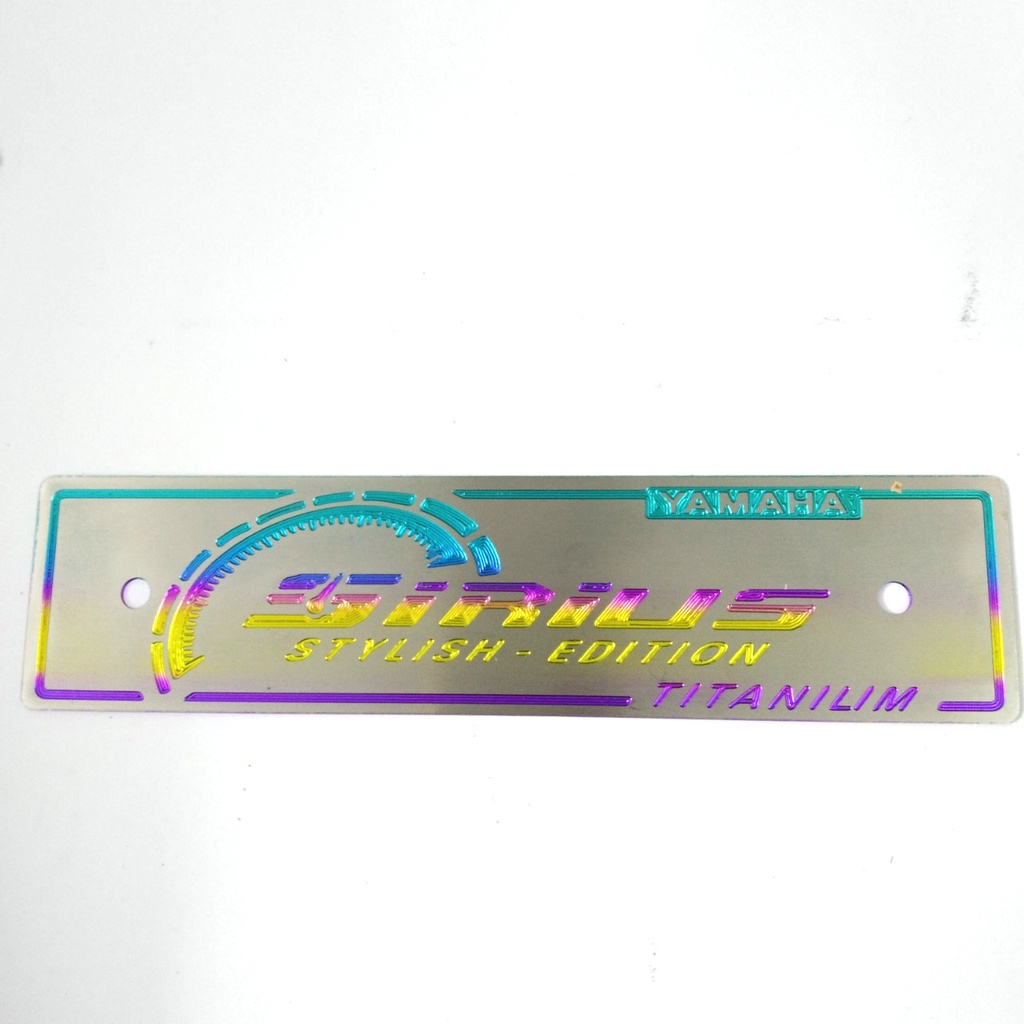 YAMAHA
SiRiUS
STYLISH - EDITION
TITANILIM